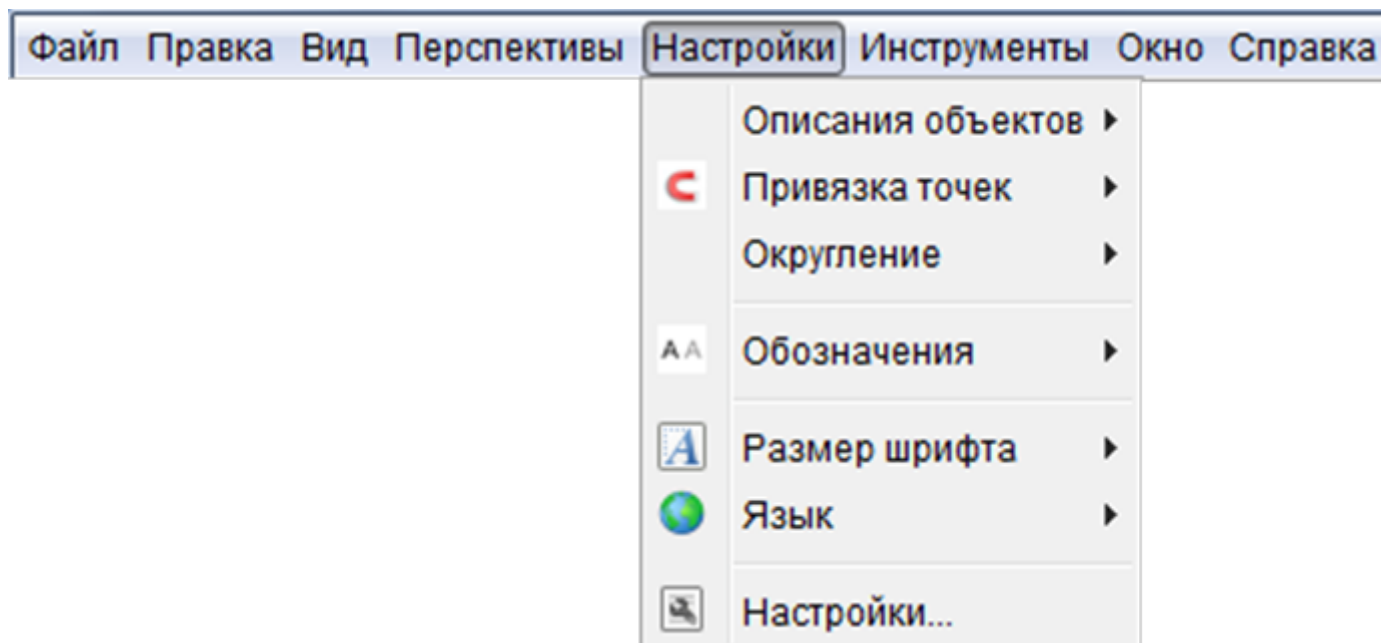 Файл Правка Вид Перспективы Настройки Инструменты Окно Справка
Описания объектов
Привязка точек
Округление
Обозначения
Размер шрифта
Язык
Настройки...